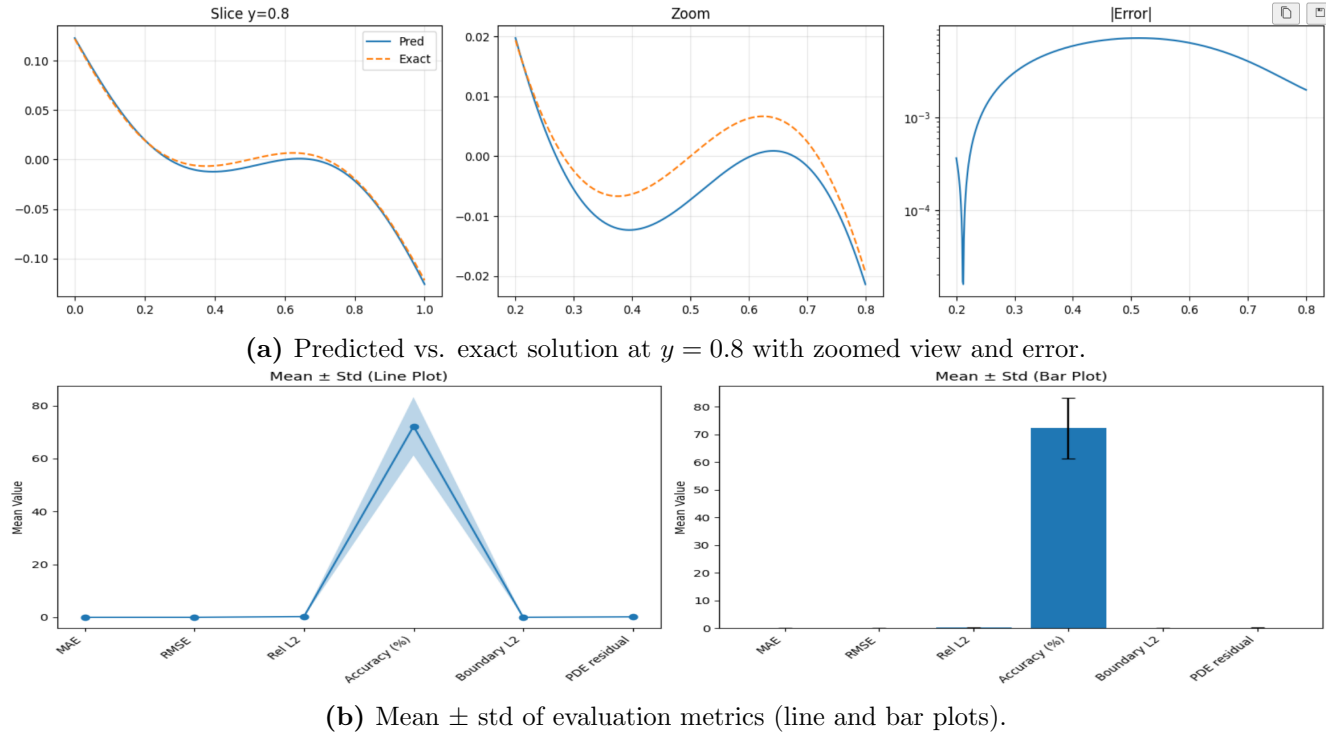 Slice y=0.8
Zoom
|Error|
Pred
Exact
0.10
0.05
0.00
−0.05
−0.10
0.0 0.2 0.4 0.6 0.8 1.0
0.02
0.01
0.00
−0.01
−0.02
0.2 0.3 0.4 0.5 0.6 0.7 0.8
10⁻³
10⁻⁴
0.2 0.3 0.4 0.5 0.6 0.7 0.8
(a) Predicted vs. exact solution at y = 0.8 with zoomed view and error.
Mean ± Std (Line Plot)
Mean Value
80
60
40
20
0
MAE
RMSE
Rel L2
Accuracy (%)
Boundary L2
PDE residual
Mean ± Std (Bar Plot)
Mean Value
80
70
60
50
40
30
20
10
0
MAE
RMSE
Rel L2
Accuracy (%)
Boundary L2
PDE residual
(b) Mean ± std of evaluation metrics (line and bar plots).